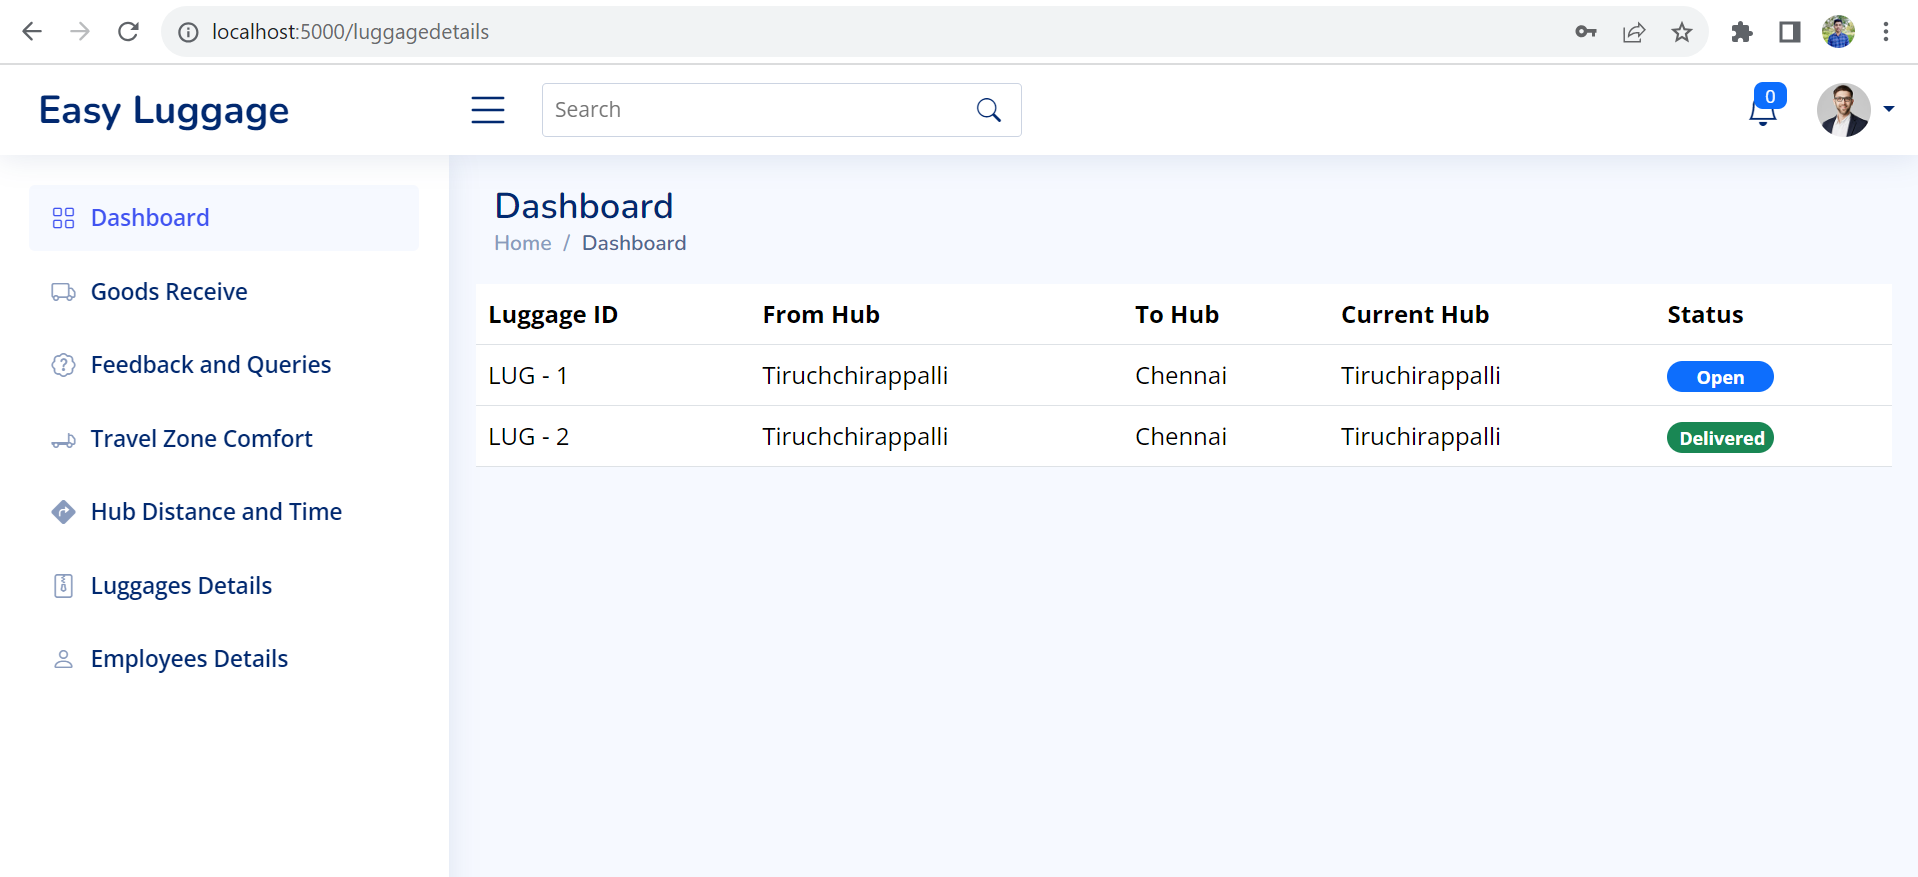 localhost:5000/luggagedetails
Easy Luggage
Search
0
Dashboard
Goods Receive
Feedback and Queries
Travel Zone Comfort
Hub Distance and Time
Luggages Details
Employees Details
Dashboard
Home / Dashboard
Luggage ID From Hub To Hub Current Hub Status
LUG - 1 Tiruchchirappalli Chennai Tiruchirappalli Open
LUG - 2 Tiruchchirappalli Chennai Tiruchirappalli Delivered